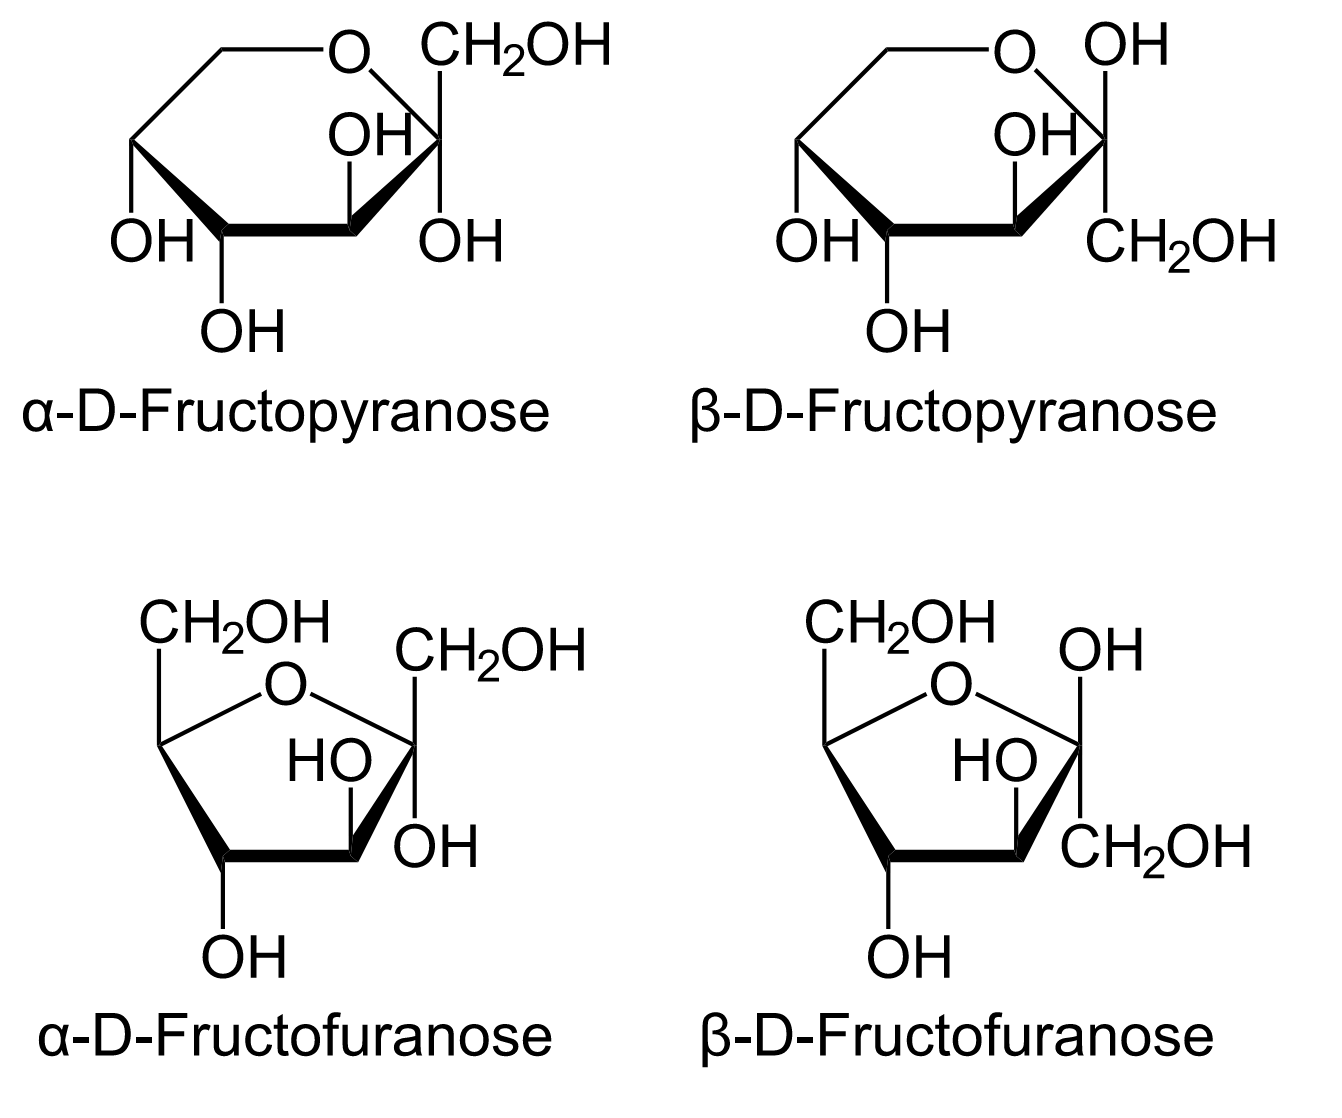 O CH₂OH
OH
OH OH
OH
α-D-Fructopyranose
O OH
OH
OH CH₂OH
OH
β-D-Fructopyranose
CH₂OH
CH₂OH
O
HO
OH
OH
α-D-Fructofuranose
CH₂OH
OH
O
HO
CH₂OH
OH
β-D-Fructofuranose